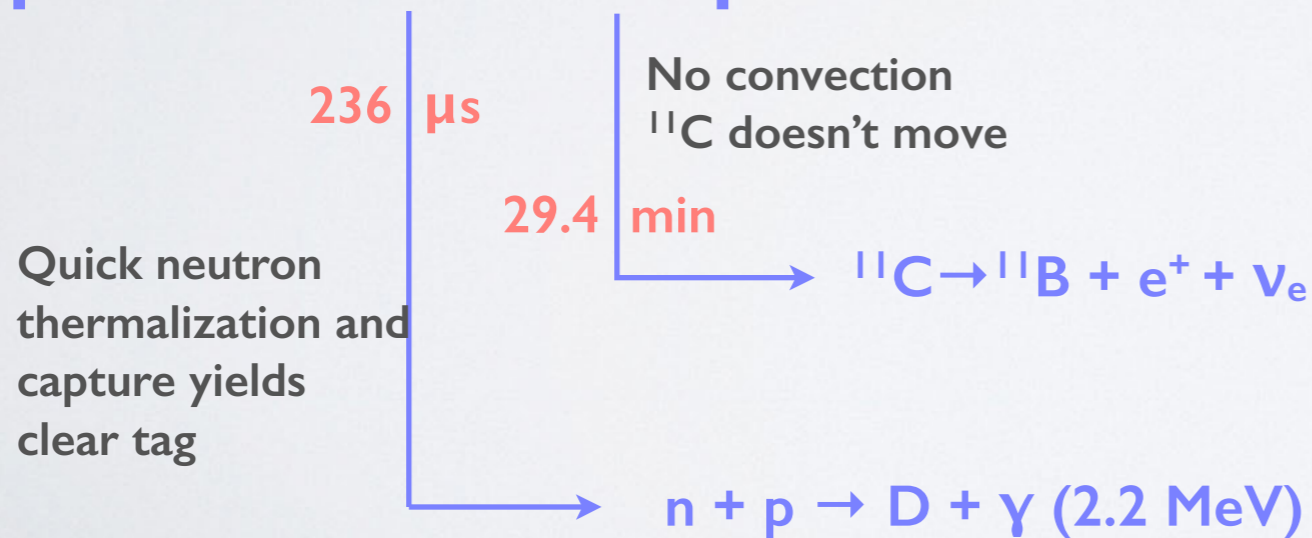 No convection
¹¹C doesn't move
236 μs
29.4 min
¹¹C→¹¹B + e⁺ + νₑ
Quick neutron
thermalization and
capture yields
clear tag
n + p → D + γ (2.2 MeV)